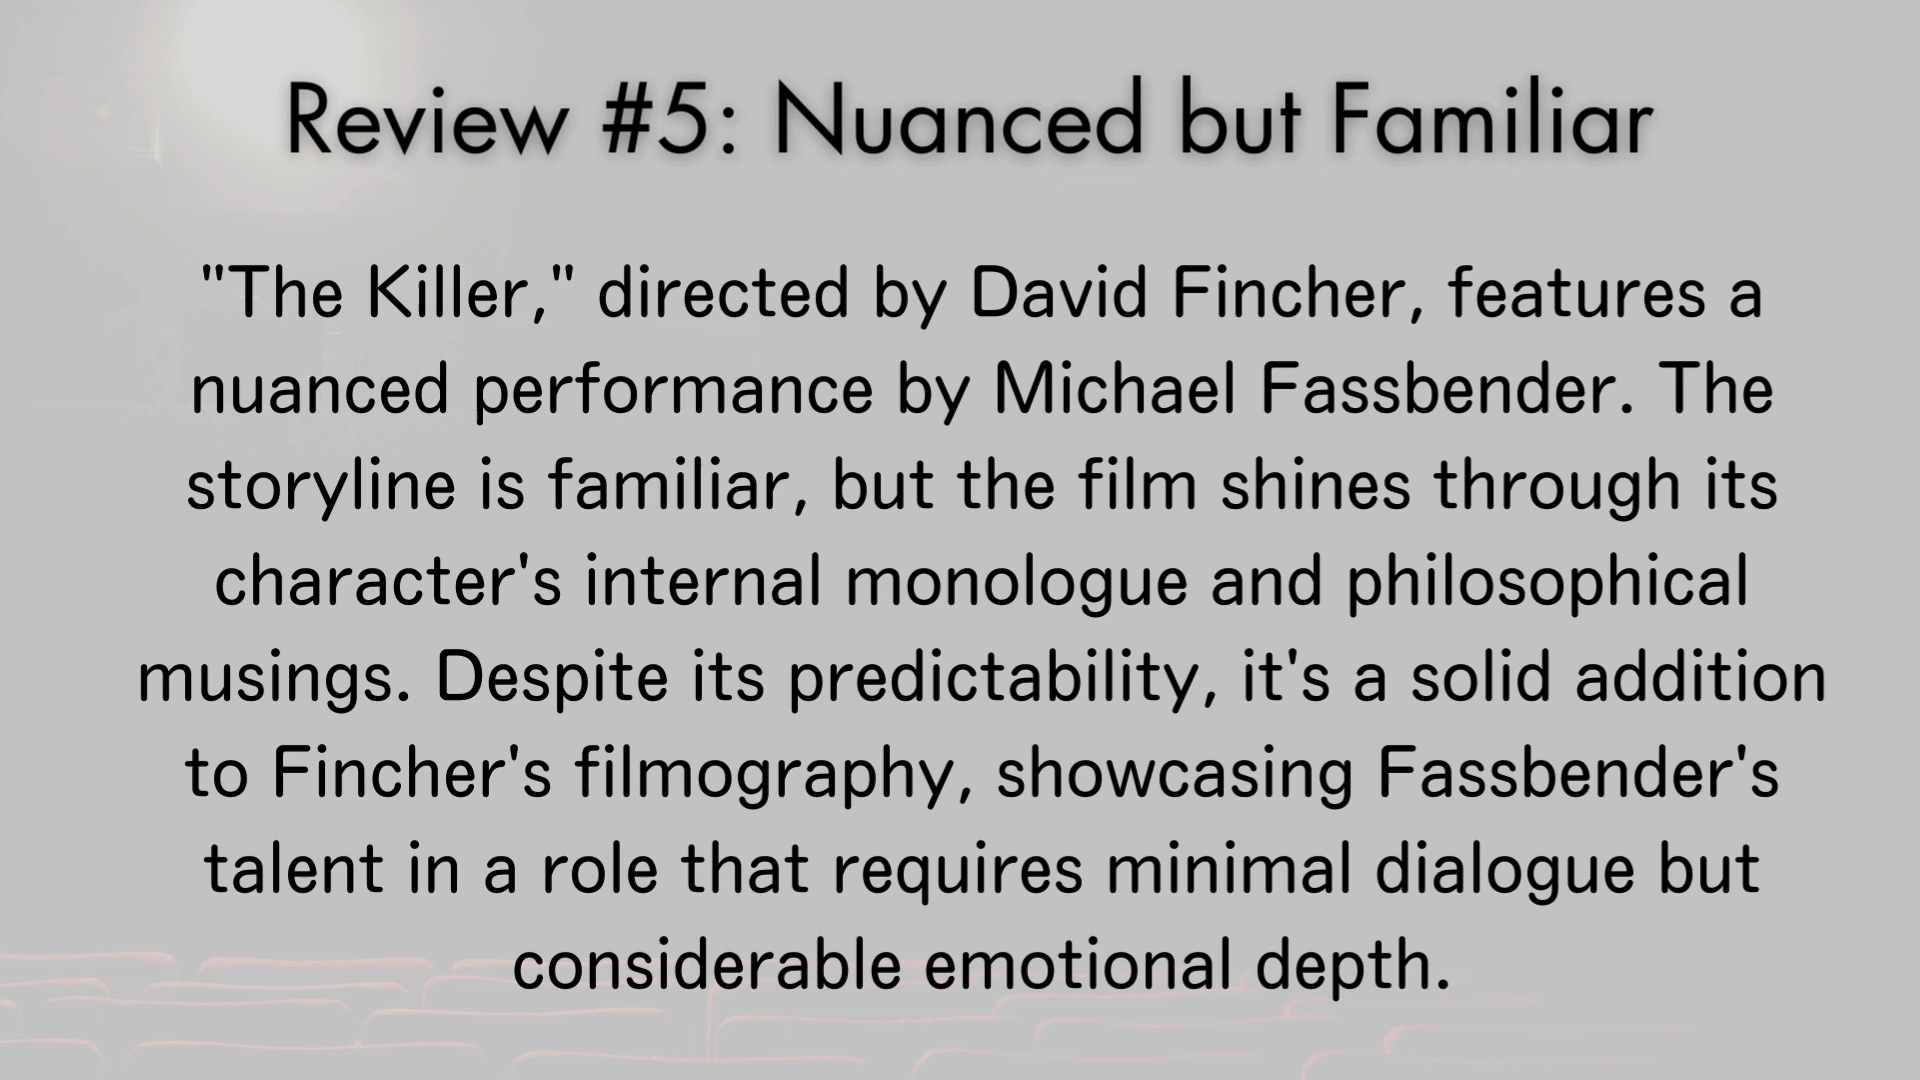 Review #5: Nuanced but Familiar
"The Killer," directed by David Fincher, features a
nuanced performance by Michael Fassbender. The
storyline is familiar, but the film shines through its
character's internal monologue and philosophical
musings. Despite its predictability, it's a solid addition
to Fincher's filmography, showcasing Fassbender's
talent in a role that requires minimal dialogue but
considerable emotional depth.